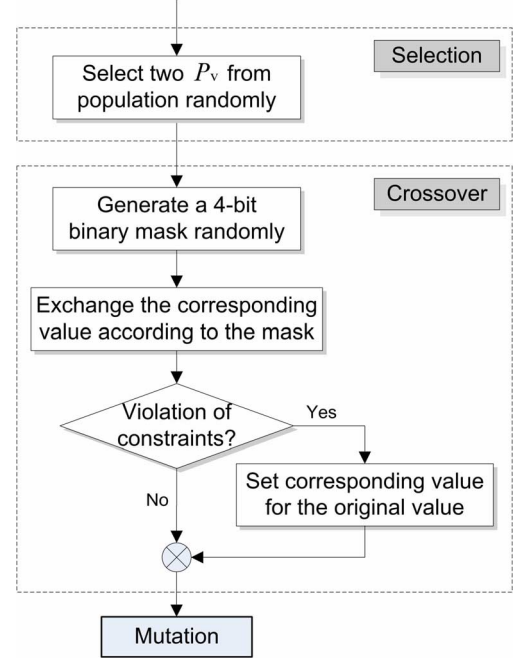 Selection
Select two Pv from
population randomly
Crossover
Generate a 4-bit
binary mask randomly
Exchange the corresponding
value according to the mask
Violation of
constraints?
Yes
Set corresponding value
for the original value
No
Mutation